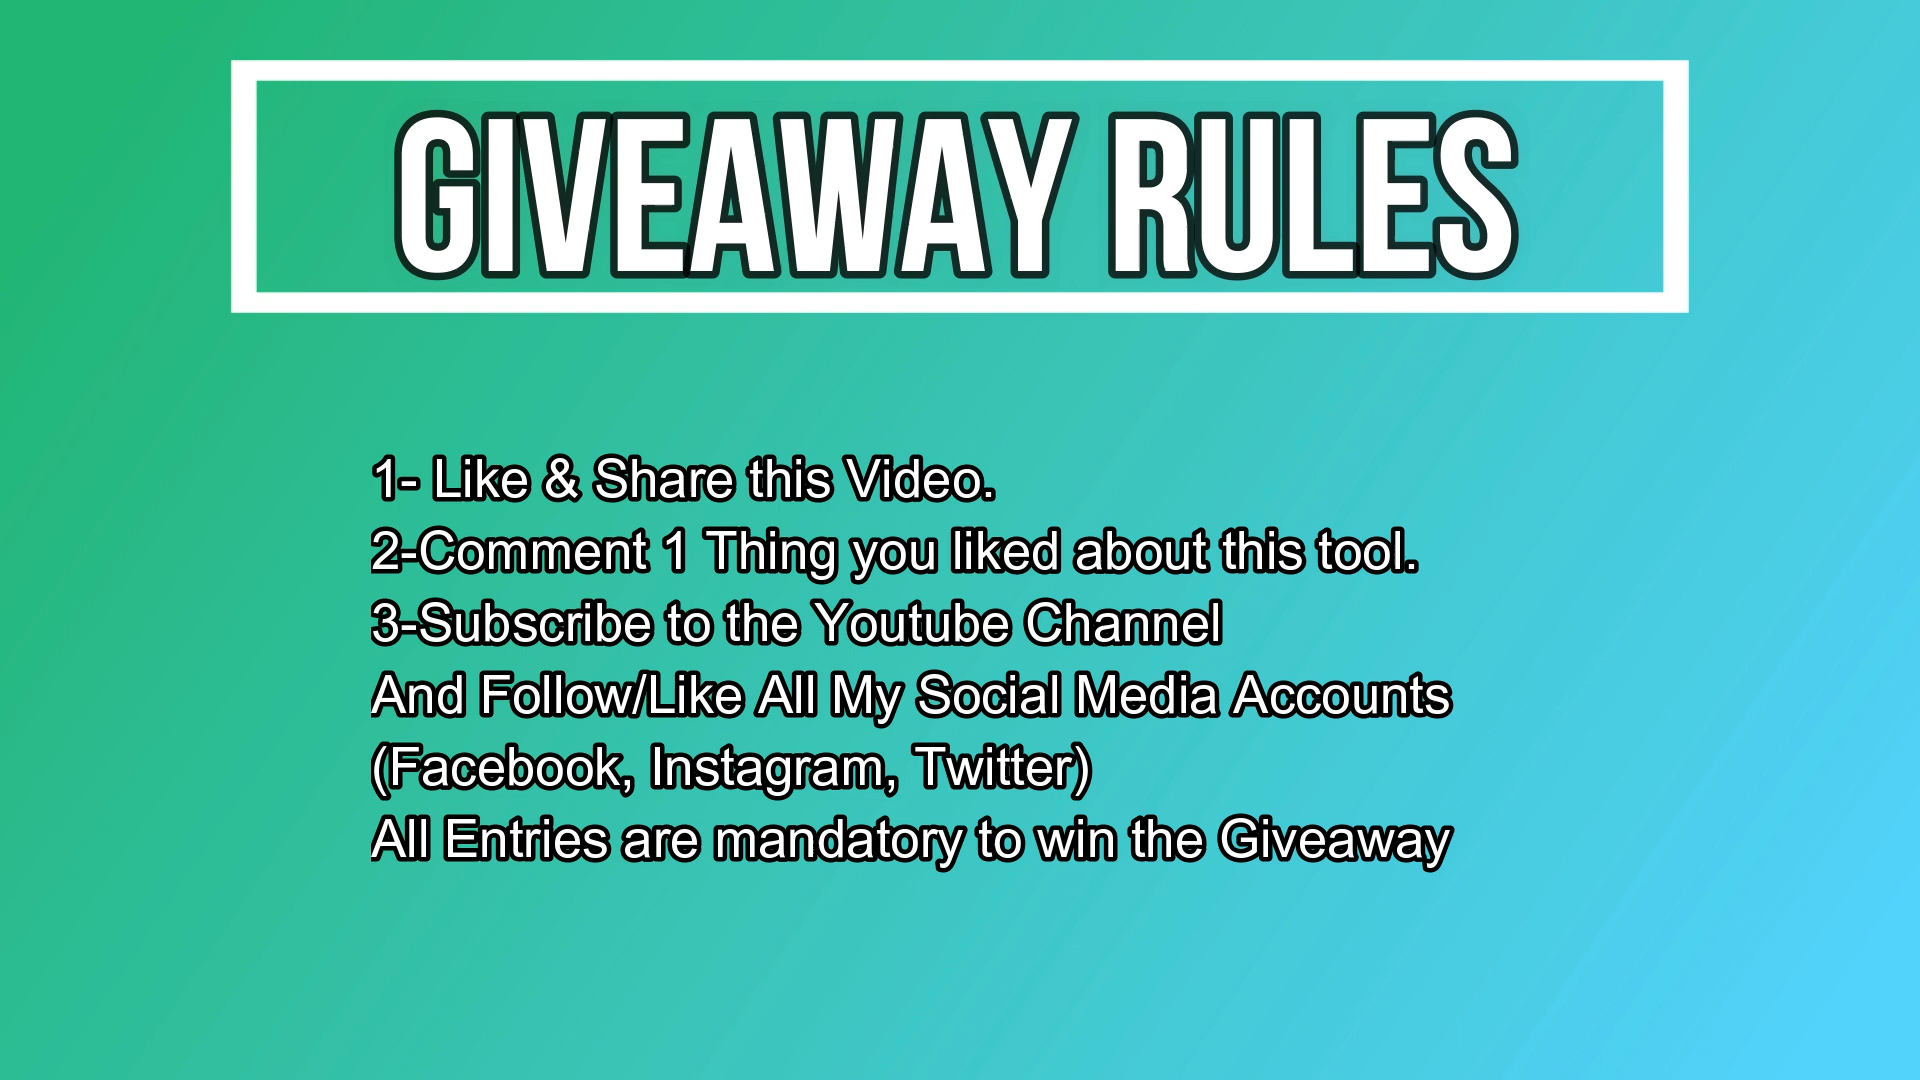 GIVEAWAY RULES
1- Like & Share this Video.
2-Comment 1 Thing you liked about this tool.
3-Subscribe to the Youtube Channel
And Follow/Like All My Social Media Accounts
(Facebook, Instagram, Twitter)
All Entries are mandatory to win the Giveaway